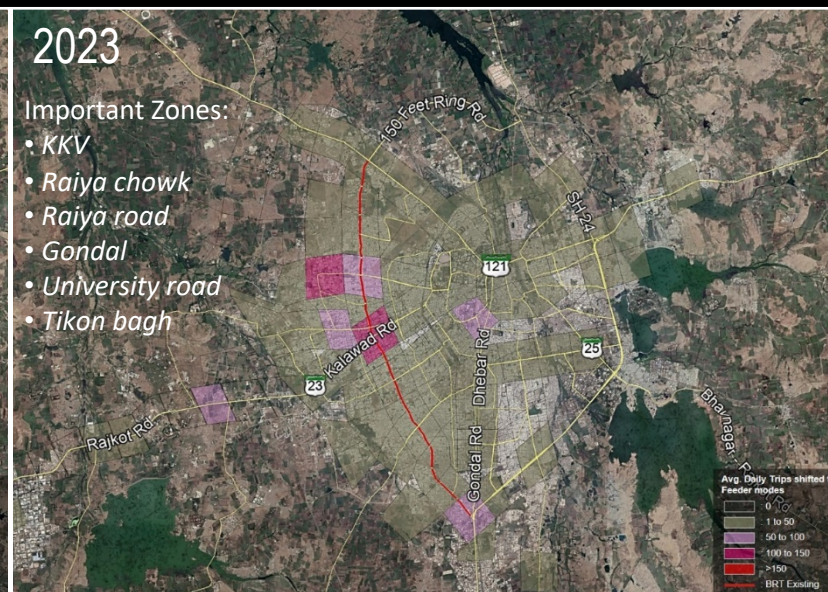 2023
Important Zones:
• KKV
• Raiya chowk
• Raiya road
• Gondal
• University road
• Tikon bagh
150 Feet-Ring-Rd
SH 24
121
Kalawad Rd
25
23
Dhebar Rd
Rajkot Rd
Gondal Rd
Bhavnagar
Avg. Daily Trips shifted
Feeder modes
0
1 to 50
50 to 100
100 to 150
>150
BRT Existing